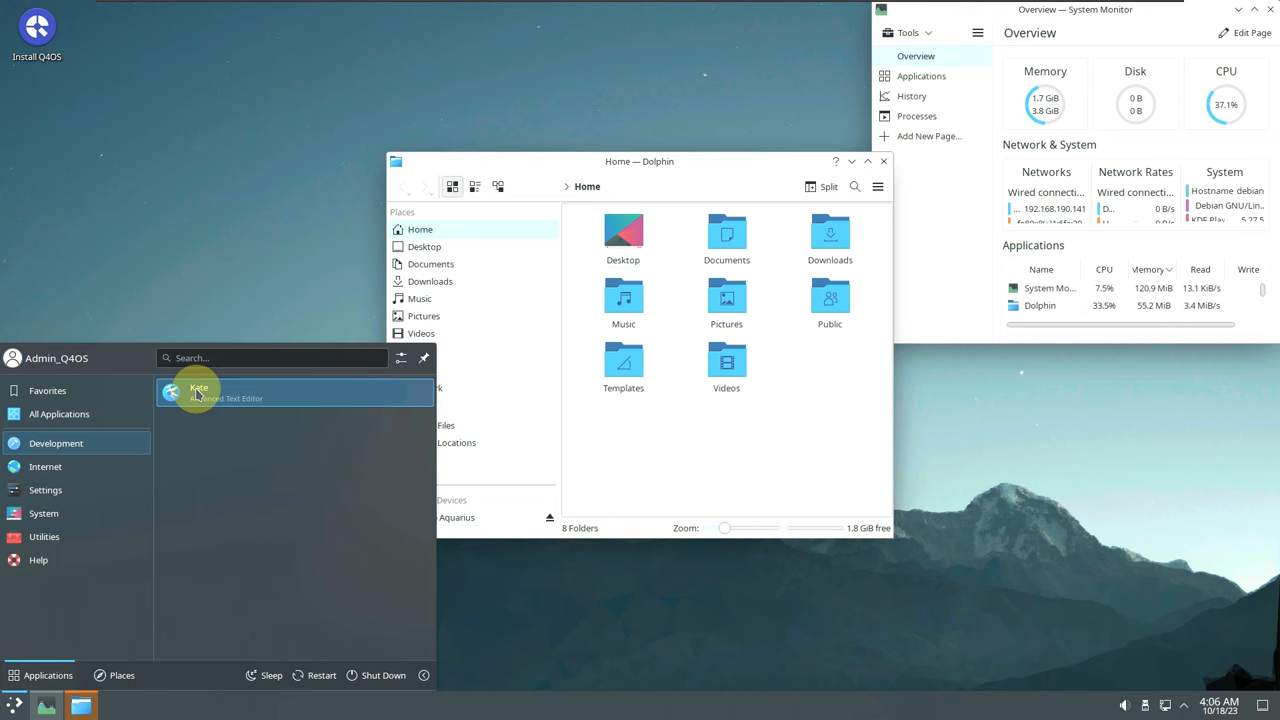 Install Q4OS
Overview — System Monitor
Tools
Overview
Edit Page
Overview
Applications
History
Processes
Add New Page...
Memory
Disk
CPU
1.7 GiB
3.8 GiB
0 B
0 B
37.1%
Network & System
Networks
Network Rates
System
Wired connecti...
Wired connecti...
Hostname debian
... 192.168.190.141
D...
0 B/s
Debian GNU/Lin..
0 B/s
5.27.5
Applications
Name
CPU
Memory
Read
Write
System Mo...
7.5%
120.9 MiB
13.1 KiB/s
Dolphin
33.5%
55.2 MiB
3.4 MiB/s
Home — Dolphin
Home
Split
Places
Home
Desktop
Documents
Downloads
Music
Pictures
Videos
Files
Locations
Devices
Aquarius
Desktop
Documents
Downloads
Music
Pictures
Public
Templates
Videos
8 Folders
Zoom:
1.8 GiB free
Admin_Q4OS
Search...
Favorites
All Applications
Development
Internet
Settings
System
Utilities
Help
Kate
Advanced Text Editor
Applications
Places
Sleep
Restart
Shut Down
4:06 AM
10/18/23